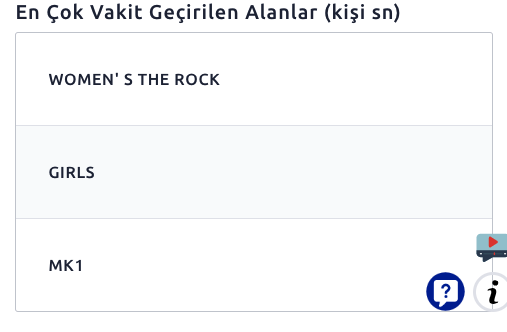 En Çok Vakit Geçirilen Alanlar (kişi sn)
WOMEN' S THE ROCK
GIRLS
MK1
?
i